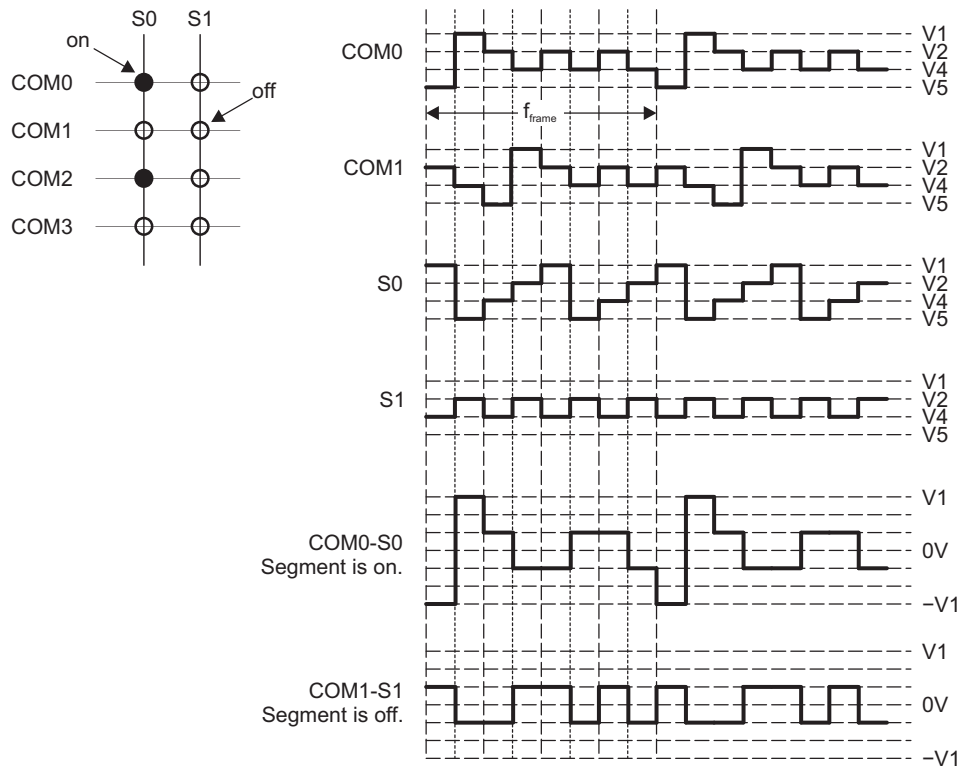 S0 S1
on
COM0
off
COM1
COM2
COM3
COM0
V1
V2
V4
V5
fframe
COM1
V1
V2
V4
V5
S0
V1
V2
V4
V5
S1
V1
V2
V4
V5
COM0-S0
Segment is on.
V1
0V
−V1
COM1-S1
Segment is off.
V1
0V
−V1